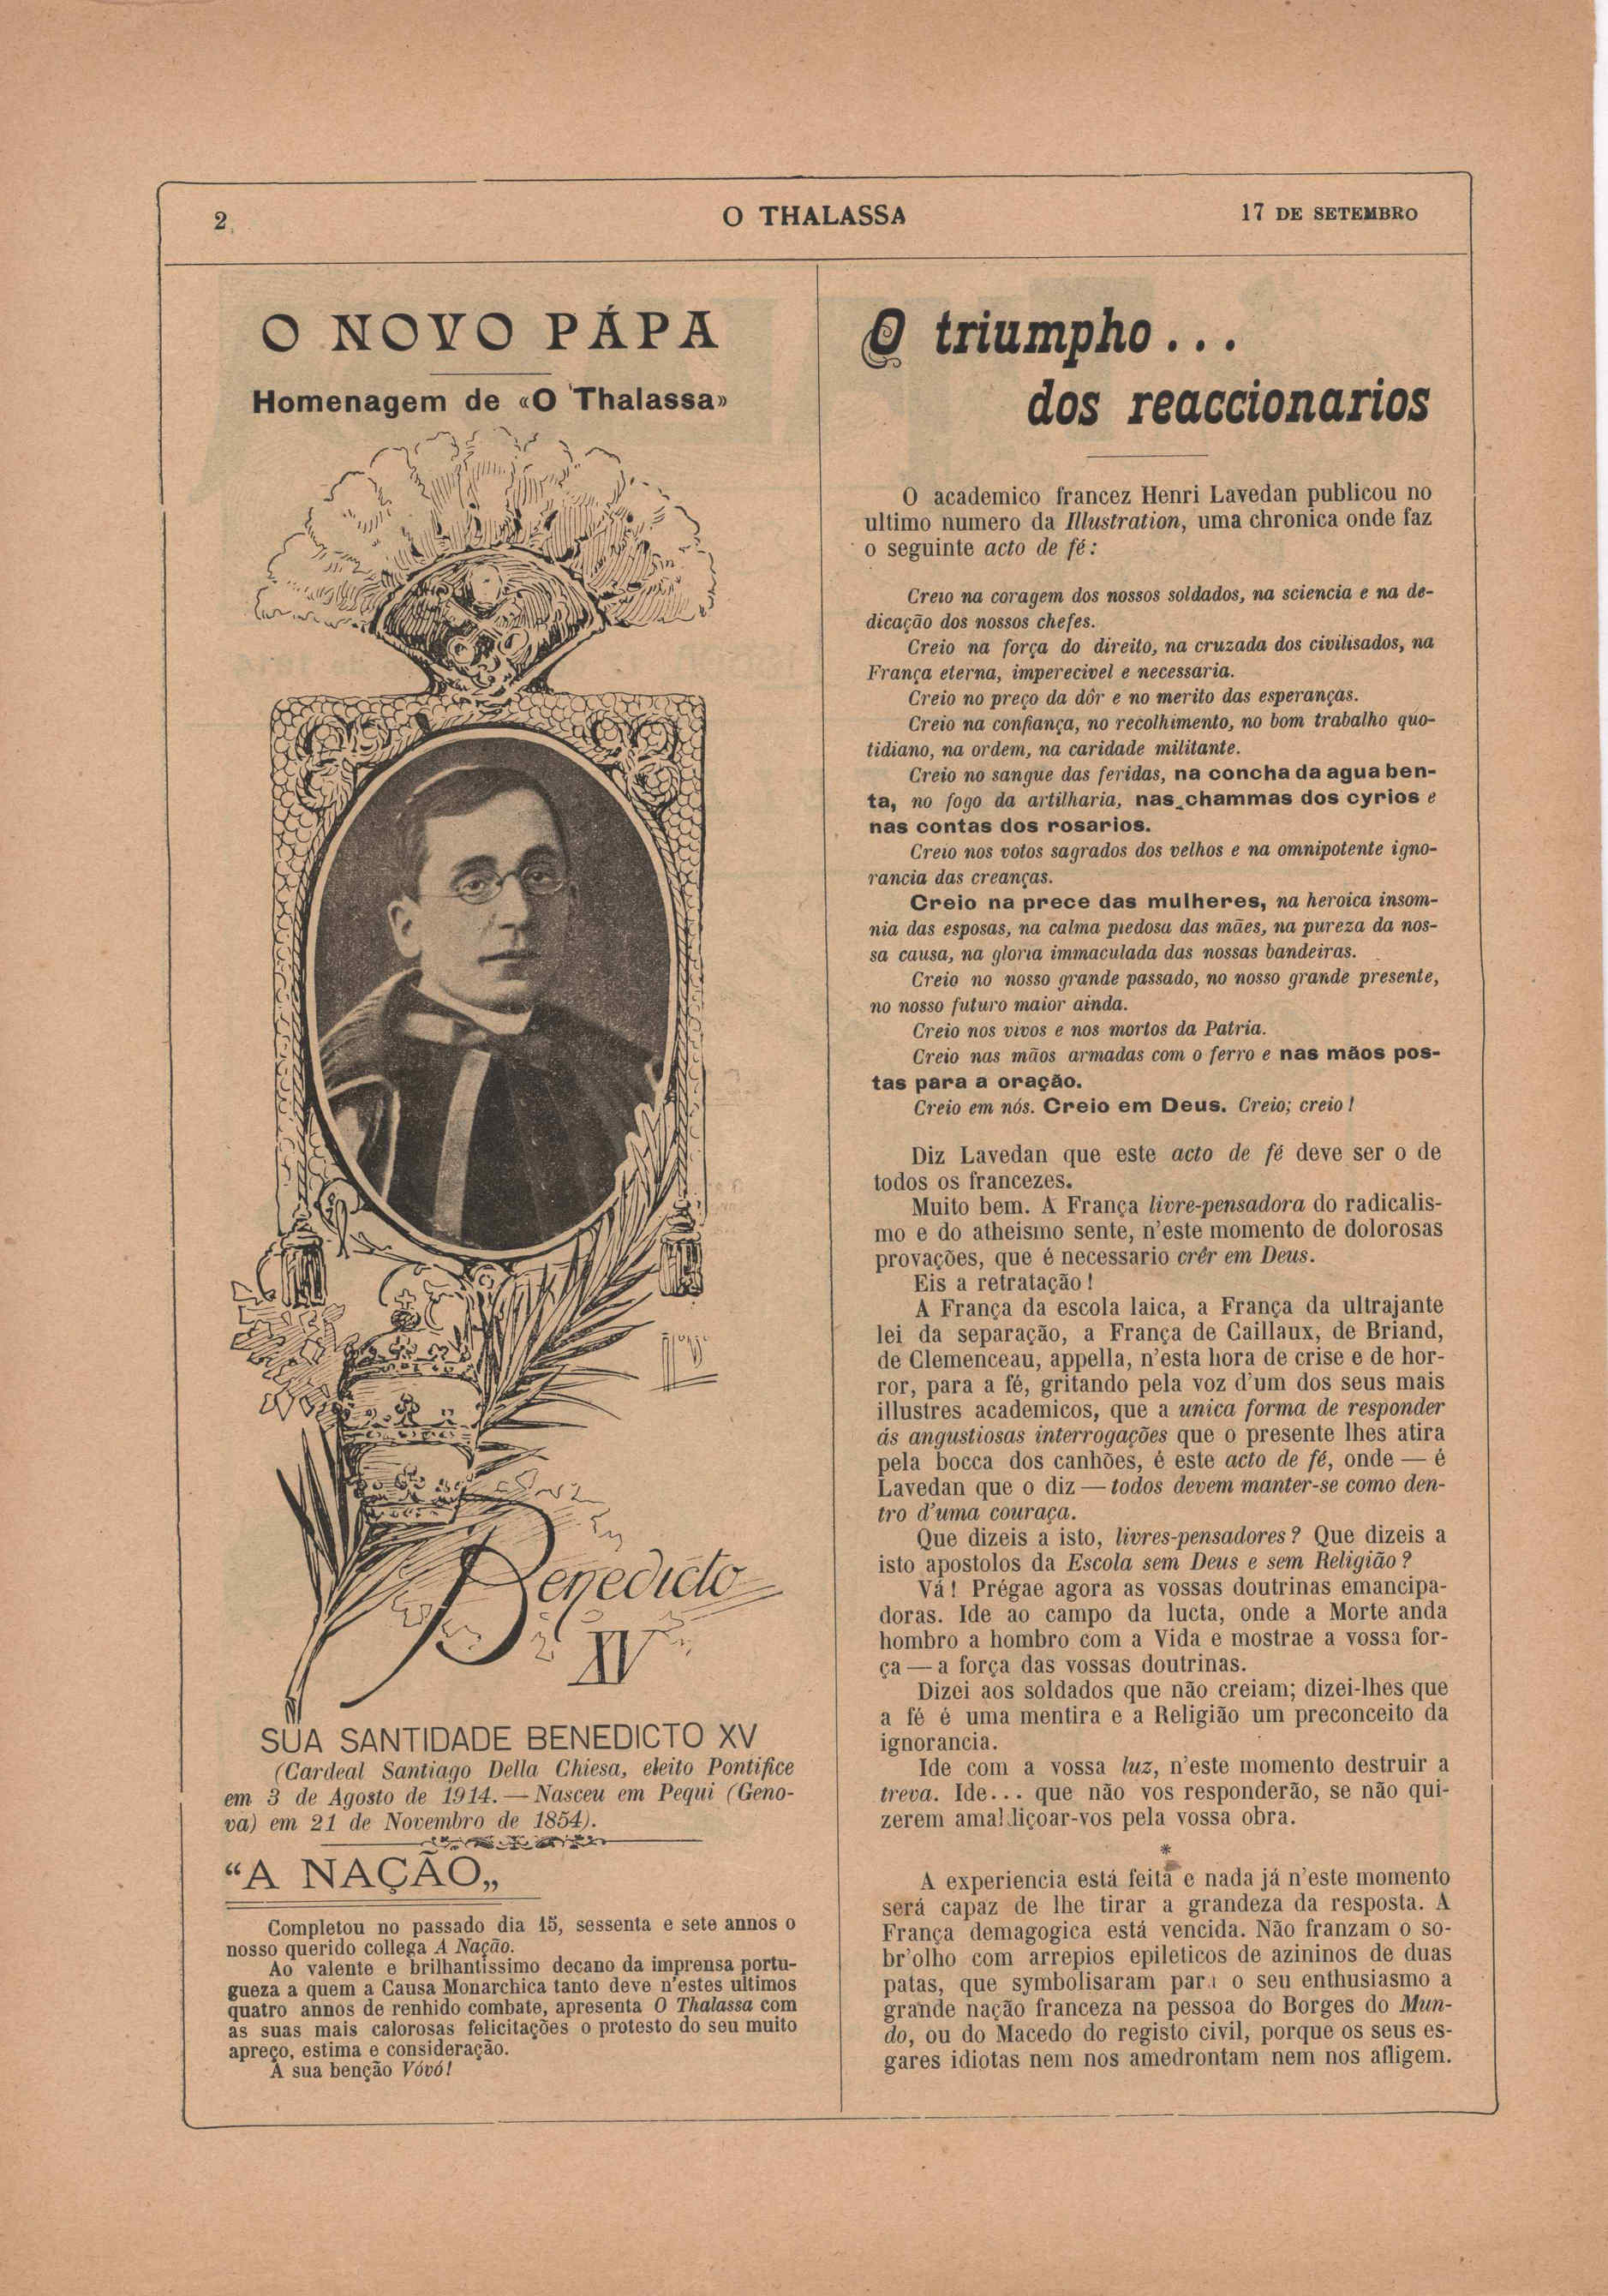 2
O THALASSA
17 DE SETEMBRO
O NOVO PÁPA
Homenagem de «O Thalassa»
Benedicto
XV
SUA SANTIDADE BENEDICTO XV
(Cardeal Santiago Della Chiesa, eleito Pontifice
em 3 de Agosto de 1914. — Nasceu em Pequi (Geno-
va) em 21 de Novembro de 1854).
“A NAÇÃO„
Completou no passado dia 15, sessenta e sete annos o
nosso querido collega A Nação.
Ao valente e brilhantissimo decano da imprensa portu-
gueza a quem a Causa Monarchica tanto deve n'estes ultimos
quatro annos de renhido combate, apresenta O Thalassa com
as suas mais calorosas felicitações o protesto do seu muito
apreço, estima e consideração.
A sua benção Vóvó!
O triumpho...
dos reaccionarios
O academico francez Henri Lavedan publicou no
ultimo numero da Illustration, uma chronica onde faz
o seguinte acto de fé:
Creio na coragem dos nossos soldados, na sciencia e na de-
dicação dos nossos chefes.
Creio na força do direito, na cruzada dos civilisados, na
França eterna, imperecivel e necessaria.
Creio no preço da dôr e no merito das esperanças.
Creio na confiança, no recolhimento, no bom trabalho quo-
tidiano, na ordem, na caridade militante.
Creio no sangue das feridas, na concha da agua ben-
ta, no fogo da artilharia, nas chammas dos cyrios e
nas contas dos rosarios.
Creio nos votos sagrados dos velhos e na omnipotente igno-
rancia das creanças.
Creio na prece das mulheres, na heroica insom-
nia das esposas, na calma piedosa das mães, na pureza da nos-
sa causa, na gloria immaculada das nossas bandeiras.
Creio no nosso grande passado, no nosso grande presente,
no nosso futuro maior ainda.
Creio nos vivos e nos mortos da Patria.
Creio nas mãos armadas com o ferro e nas mãos pos-
tas para a oração.
Creio em nós. Creio em Deus. Creio; creio!
Diz Lavedan que este acto de fé deve ser o de
todos os francezes.
Muito bem. A França livre-pensadora do radicalis-
mo e do atheismo sente, n'este momento de dolorosas
provações, que é necessario crêr em Deus.
Eis a retratação!
A França da escola laica, a França da ultrajante
lei da separação, a França de Caillaux, de Briand,
de Clemenceau, appella, n'esta hora de crise e de hor-
ror, para a fé, gritando pela voz d'um dos seus mais
illustres academicos, que a unica forma de responder
ás angustiosas interrogações que o presente lhes atira
pela bocca dos canhões, é este acto de fé, onde — é
Lavedan que o diz — todos devem manter-se como den-
tro d'uma couraça.
Que dizeis a isto, livres-pensadores? Que dizeis a
isto apostolos da Escola sem Deus e sem Religião?
Vá! Prégae agora as vossas doutrinas emancipa-
doras. Ide ao campo da lucta, onde a Morte anda
hombro a hombro com a Vida e mostrae a vossa for-
ça — a força das vossas doutrinas.
Dizei aos soldados que não creiam; dizei-lhes que
a fé é uma mentira e a Religião um preconceito da
ignorancia.
Ide com a vossa luz, n'este momento destruir a
treva. Ide... que não vos responderão, se não qui-
zerem amaldiçoar-vos pela vossa obra.
*
A experiencia está feita e nada já n'este momento
será capaz de lhe tirar a grandeza da resposta. A
França demagogica está vencida. Não franzam o so-
br'olho com arrepios epileticos de azininos de duas
patas, que symbolisaram para o seu enthusiasmo a
grande nação franceza na pessoa do Borges do Mun-
do, ou do Macedo do registo civil, porque os seus es-
gares idiotas nem nos amedrontam nem nos afligem.